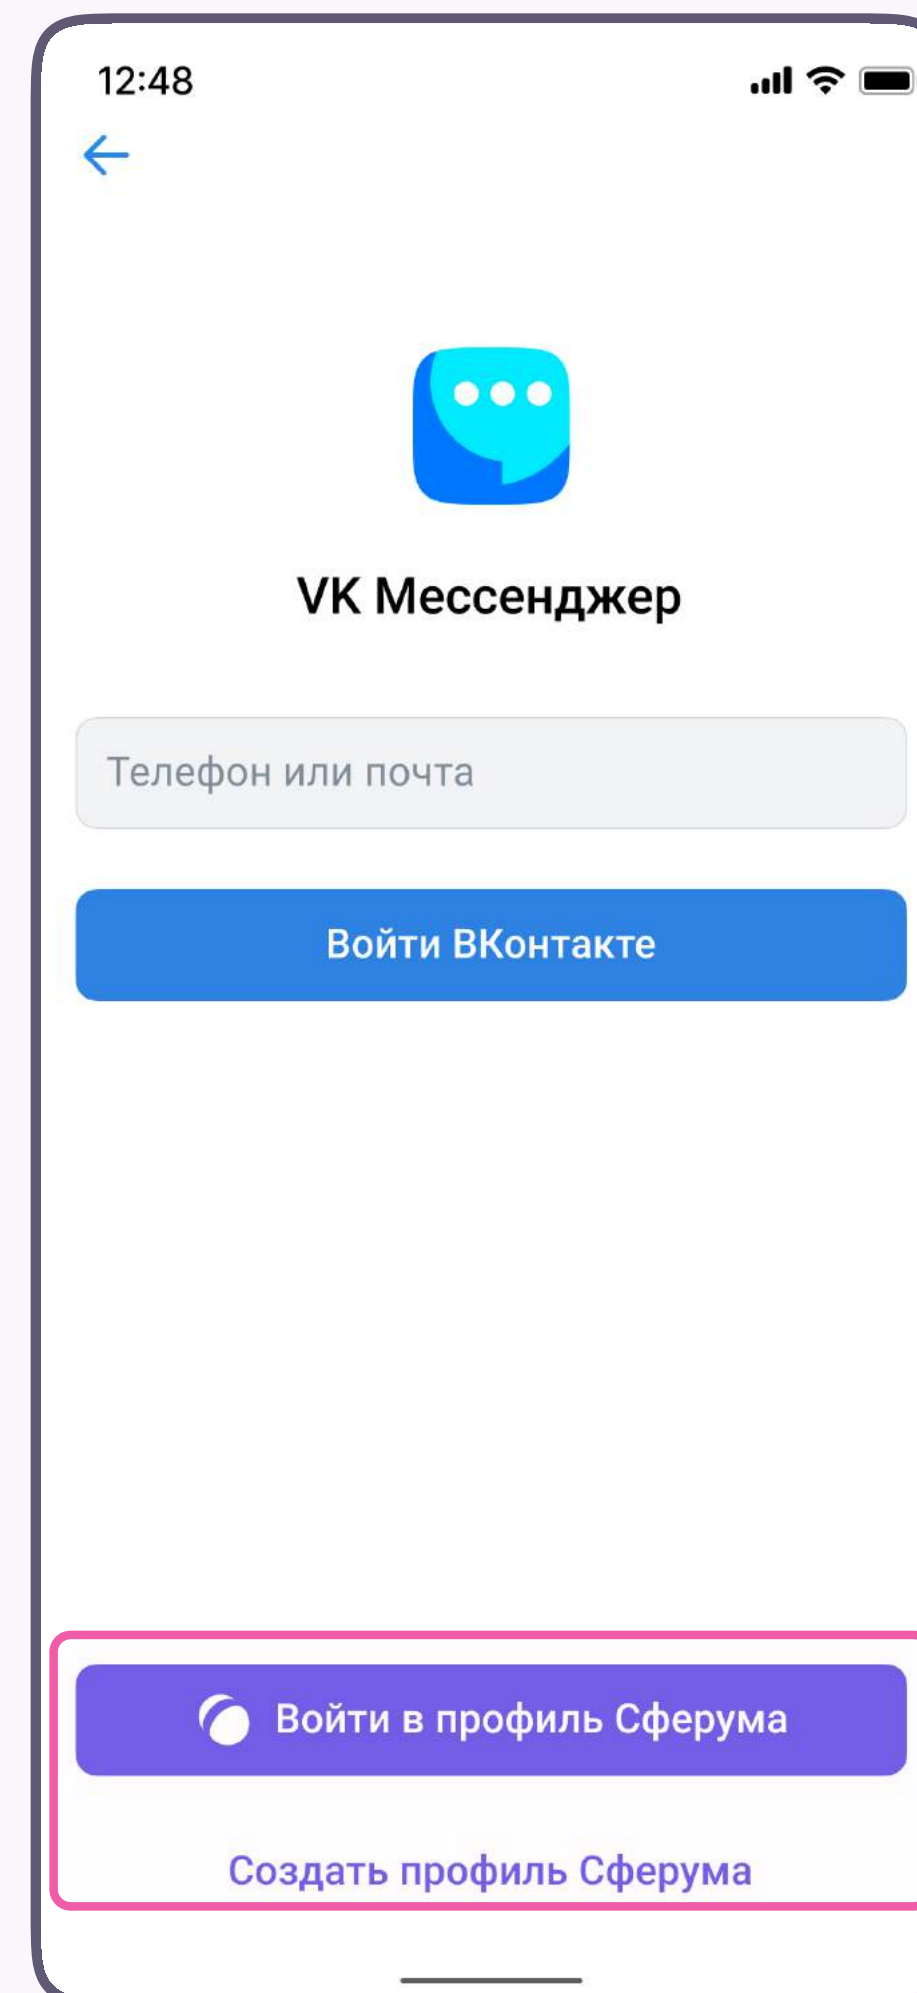 12:48
VK Мессенджер
Телефон или почта
Войти ВКонтакте
Войти в профиль Сферума
Создать профиль Сферума